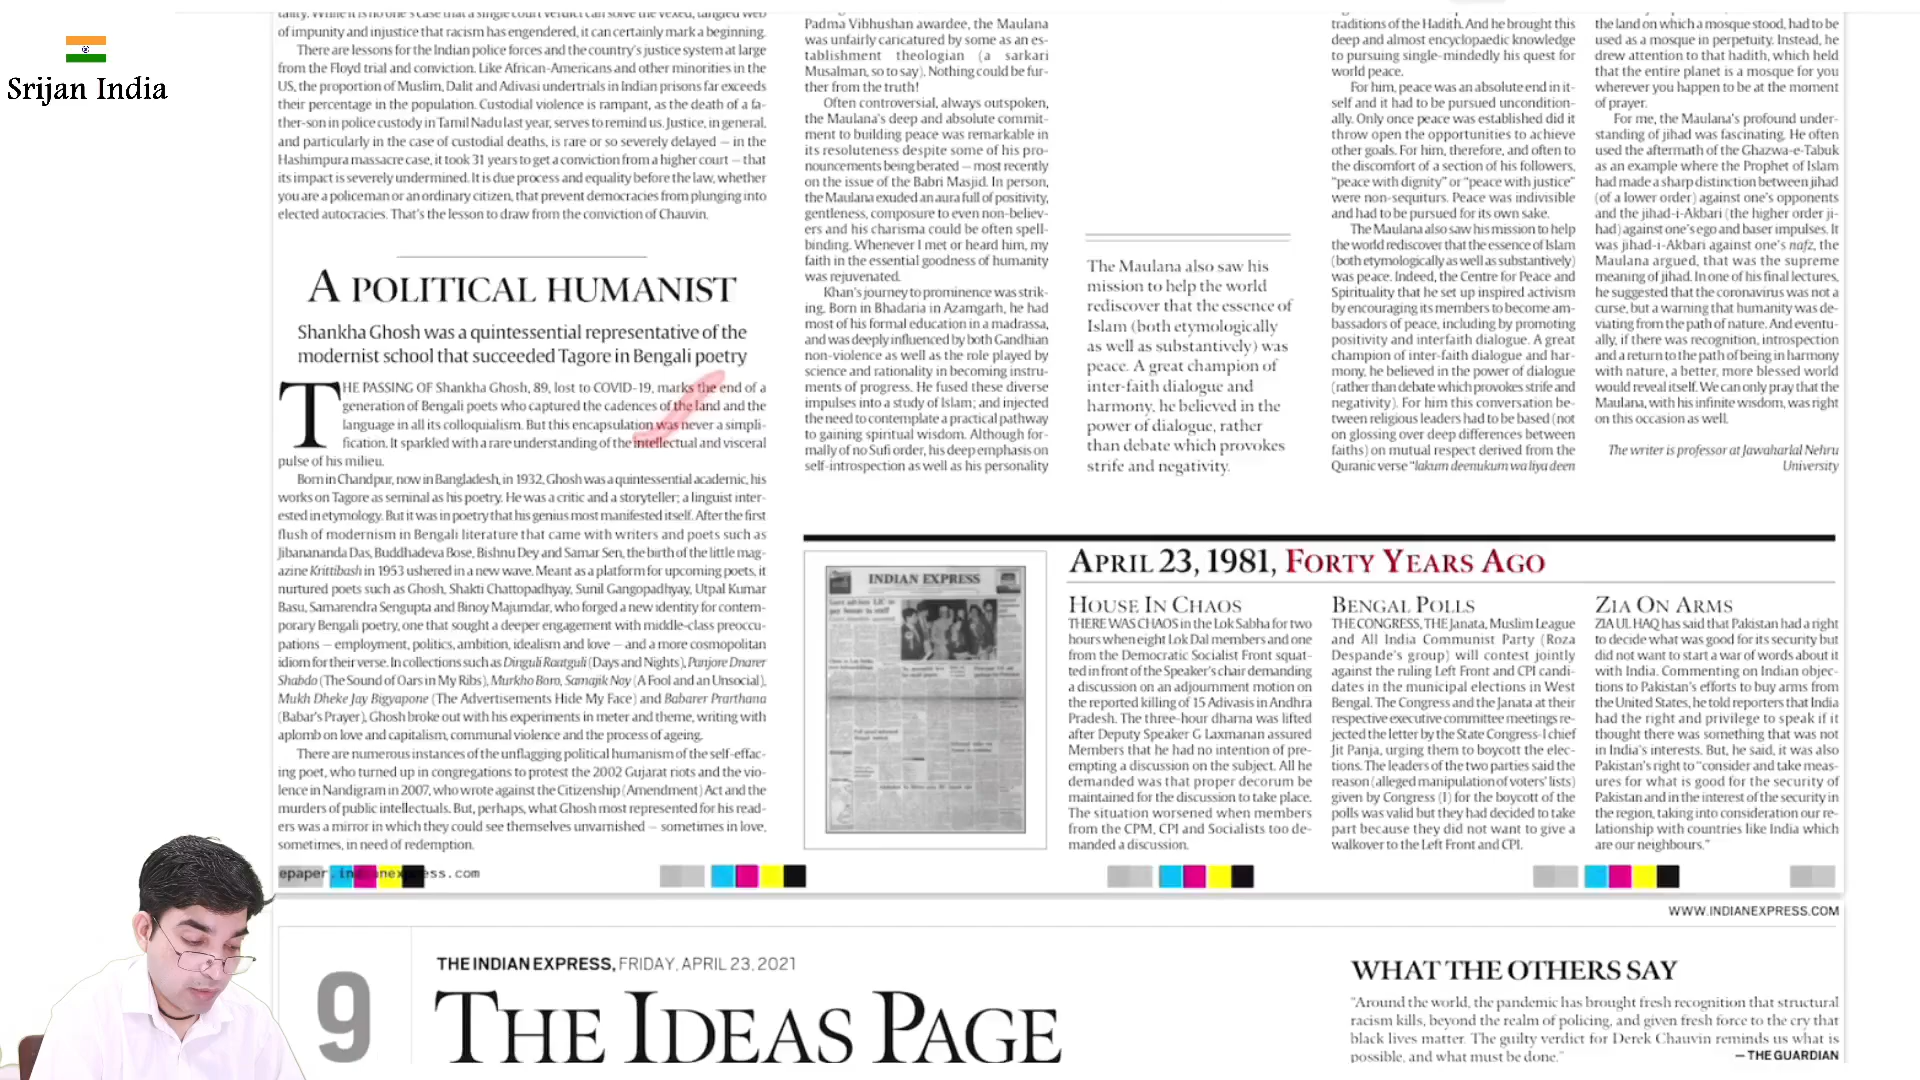 Srijan India
of impunity and injustice that racism has engendered, it can certainly mark a beginning.
There are lessons for the Indian police forces and the country's justice system at large
from the Floyd trial and conviction. Like African-Americans and other minorities in the
US, the proportion of Muslim, Dalit and Adivasi undertrials in Indian prisons far exceeds
their percentage in the population. Custodial violence is rampant, as the death of a fa-
ther-son in police custody in Tamil Nadu last year, serves to remind us. Justice, in general,
and particularly in the case of custodial deaths, is rare or so severely delayed — in the
Hashimpura massacre case, it took 31 years to get a conviction from a higher court — that
its impact is severely undermined. It is due process and equality before the law, whether
you are a policeman or an ordinary citizen, that prevent democracies from plunging into
elected autocracies. That's the lesson to draw from the conviction of Chauvin.
A POLITICAL HUMANIST
Shankha Ghosh was a quintessential representative of the
modernist school that succeeded Tagore in Bengali poetry
THE PASSING OF Shankha Ghosh, 89, lost to COVID-19, marks the end of a
generation of Bengali poets who captured the cadences of the land and the
language in all its colloquialism. But this encapsulation was never a simpli-
fication. It sparkled with a rare understanding of the intellectual and visceral
pulse of his milieu.
Born in Chandpur, now in Bangladesh, in 1932, Ghosh was a quintessential academic, his
works on Tagore as seminal as his poetry. He was a critic and a storyteller; a linguist inter-
ested in etymology. But it was in poetry that his genius most manifested itself. After the first
flush of modernism in Bengali literature that came with writers and poets such as
Jibanananda Das, Buddhadeva Bose, Bishnu Dey and Samar Sen, the birth of the little mag-
azine Krittibash in 1953 ushered in a new wave. Meant as a platform for upcoming poets, it
nurtured poets such as Ghosh, Shakti Chattopadhyay, Sunil Gangopadhyay, Utpal Kumar
Basu, Samarendra Sengupta and Binoy Majumdar, who forged a new identity for contem-
porary Bengali poetry, one that sought a deeper engagement with middle-class preoccu-
pations — employment, politics, ambition, idealism and love — and a more cosmopolitan
idiom for their verse. In collections such as Dinguli Raatguli (Days and Nights), Panjore Dnarer
Shabdo (The Sound of Oars in My Ribs), Murkho Boro, Samajik Noy (A Fool and an Unsocial),
Mukh Dheke Jay Bigyapone (The Advertisements Hide My Face) and Babarer Prarthana
(Babar's Prayer), Ghosh broke out with his experiments in meter and theme, writing with
aplomb on love and capitalism, communal violence and the process of ageing.
There are numerous instances of the unflagging political humanism of the self-effac-
ing poet, who turned up in congregations to protest the 2002 Gujarat riots and the vio-
lence in Nandigram in 2007, who wrote against the Citizenship (Amendment) Act and the
murders of public intellectuals. But, perhaps, what Ghosh most represented for his read-
ers was a mirror in which they could see themselves unvarnished — sometimes in love,
sometimes, in need of redemption.
Padma Vibhushan awardee, the Maulana
was unfairly caricatured by some as an es-
tablishment theologian (a sarkari
Musalman, so to say). Nothing could be fur-
ther from the truth!
Often controversial, always outspoken,
the Maulana's deep and absolute commit-
ment to building peace was remarkable in
its resoluteness despite some of his pro-
nouncements being berated — most recently
on the issue of the Babri Masjid. In person,
the Maulana exuded an aura full of positivity,
gentleness, composure to even non-believ-
ers and his charisma could be often spell-
binding. Whenever I met or heard him, my
faith in the essential goodness of humanity
was rejuvenated.
Khan's journey to prominence was strik-
ing. Born in Bhadaria in Azamgarh, he had
most of his formal education in a madrassa,
and was deeply influenced by both Gandhian
non-violence as well as the role played by
science and rationality in becoming instru-
ments of progress. He fused these diverse
impulses into a study of Islam; and injected
the need to contemplate a practical pathway
to gaining spiritual wisdom. Although for-
mally of no Sufi order, his deep emphasis on
self-introspection as well as his personality
The Maulana also saw his
mission to help the world
rediscover that the essence of
Islam (both etymologically
as well as substantively) was
peace. A great champion of
inter-faith dialogue and
harmony, he believed in the
power of dialogue, rather
than debate which provokes
strife and negativity.
traditions of the Hadith. And he brought this
deep and almost encyclopaedic knowledge
to pursuing single-mindedly his quest for
world peace.
For him, peace was an absolute end in it-
self and it had to be pursued uncondition-
ally. Only once peace was established did it
throw open the opportunities to achieve
other goals. For him, therefore, and often to
the discomfort of a section of his followers,
"peace with dignity" or "peace with justice"
were non-sequiturs. Peace was indivisible
and had to be pursued for its own sake.
The Maulana also saw his mission to help
the world rediscover that the essence of Islam
(both etymologically as well as substantively)
was peace. Indeed, the Centre for Peace and
Spirituality that he set up inspired activism
by encouraging its members to become am-
bassadors of peace, including by promoting
positivity and interfaith dialogue. A great
champion of inter-faith dialogue and har-
mony, he believed in the power of dialogue
(rather than debate which provokes strife and
negativity). For him this conversation be-
tween religious leaders had to be based (not
on glossing over deep differences between
faiths) on mutual respect derived from the
Quranic verse "lakum deenukum wa liya deen
the land on which a mosque stood, had to be
used as a mosque in perpetuity. Instead, he
drew attention to that hadith, which held
that the entire planet is a mosque for you
wherever you happen to be at the moment
of prayer.
For me, the Maulana's profound under-
standing of jihad was fascinating. He often
used the aftermath of the Ghazwa-e-Tabuk
as an example where the Prophet of Islam
had made a sharp distinction between jihad
(of a lower order) against one's opponents
and the jihad-i-Akbari (the higher order ji-
had) against one's ego and baser impulses. It
was jihad-i-Akbari against one's nafz, the
Maulana argued, that was the supreme
meaning of jihad. In one of his final lectures,
he suggested that the coronavirus was not a
curse, but a warning that humanity was de-
viating from the path of nature. And eventu-
ally, if there was recognition, introspection
and a return to the path of being in harmony
with nature, a better, more blessed world
would reveal itself. We can only pray that the
Maulana, with his infinite wisdom, was right
on this occasion as well.
The writer is professor at Jawaharlal Nehru
University
INDIAN EXPRESS
APRIL 23, 1981, FORTY YEARS AGO
HOUSE IN CHAOS
THERE WAS CHAOS in the Lok Sabha for two
hours when eight Lok Dal members and one
from the Democratic Socialist Front squat-
ted in front of the Speaker's chair demanding
a discussion on an adjournment motion on
the reported killing of 15 Adivasis in Andhra
Pradesh. The three-hour dharna was lifted
after Deputy Speaker G Laxmanan assured
Members that he had no intention of pre-
empting a discussion on the subject. All he
demanded was that proper decorum be
maintained for the discussion to take place.
The situation worsened when members
from the CPM, CPI and Socialists too de-
manded a discussion.
BENGAL POLLS
THE CONGRESS, THE Janata, Muslim League
and All India Communist Party (Roza
Despande's group) will contest jointly
against the ruling Left Front and CPI candi-
dates in the municipal elections in West
Bengal. The Congress and the Janata at their
respective executive committee meetings re-
jected the letter by the State Congress-I chief
Jit Panja, urging them to boycott the elec-
tions. The leaders of the two parties said the
reason (alleged manipulation of voters' lists)
given by Congress (I) for the boycott of the
polls was valid but they had decided to take
part because they did not want to give a
walkover to the Left Front and CPI.
ZIA ON ARMS
ZIA UL HAQ has said that Pakistan had a right
to decide what was good for its security but
did not want to start a war of words about it
with India. Commenting on Indian objec-
tions to Pakistan's efforts to buy arms from
the United States, he told reporters that India
had the right and privilege to speak if it
thought there was something that was not
in India's interests. But, he said, it was also
Pakistan's right to "consider and take meas-
ures for what is good for the security of
Pakistan and in the interest of the security in
the region, taking into consideration our re-
lationship with countries like India which
are our neighbours."
epaper.indianexpress.com
WWW.INDIANEXPRESS.COM
9
THE INDIAN EXPRESS, FRIDAY, APRIL 23, 2021
THE IDEAS PAGE
WHAT THE OTHERS SAY
"Around the world, the pandemic has brought fresh recognition that structural
racism kills, beyond the realm of policing, and given fresh force to the cry that
black lives matter. The guilty verdict for Derek Chauvin reminds us what is
possible, and what must be done."
— THE GUARDIAN